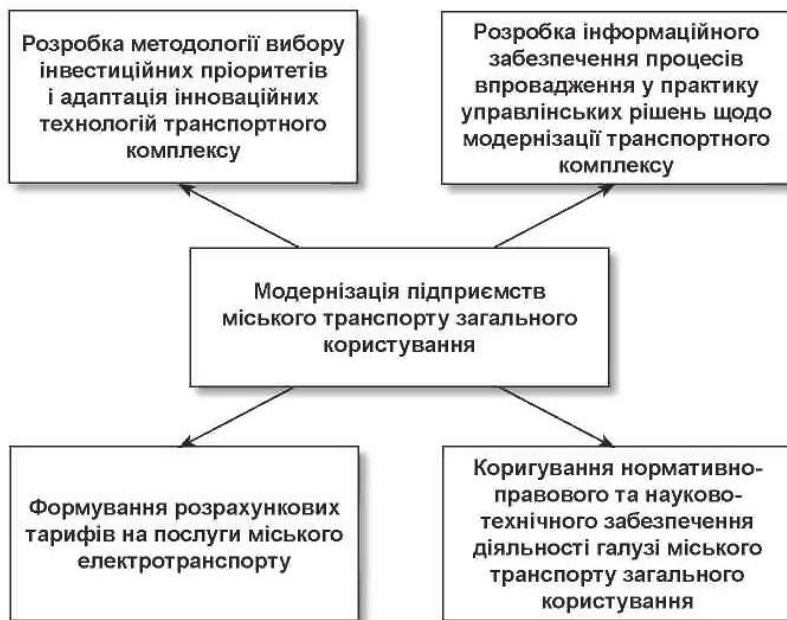 Розробка методології вибору
інвестиційних пріоритетів
і адаптація інноваційних
технологій транспортного
комплексу
Розробка інформаційного
забезпечення процесів
впровадження у практику
управлінських рішень щодо
модернізації транспортного
комплексу
Модернізація підприємств
міського транспорту загального
користування
Формування розрахункових
тарифів на послуги міського
електротранспорту
Коригування нормативно-
правового та науково-
технічного забезпечення
діяльності галузі міського
транспорту загального
користування